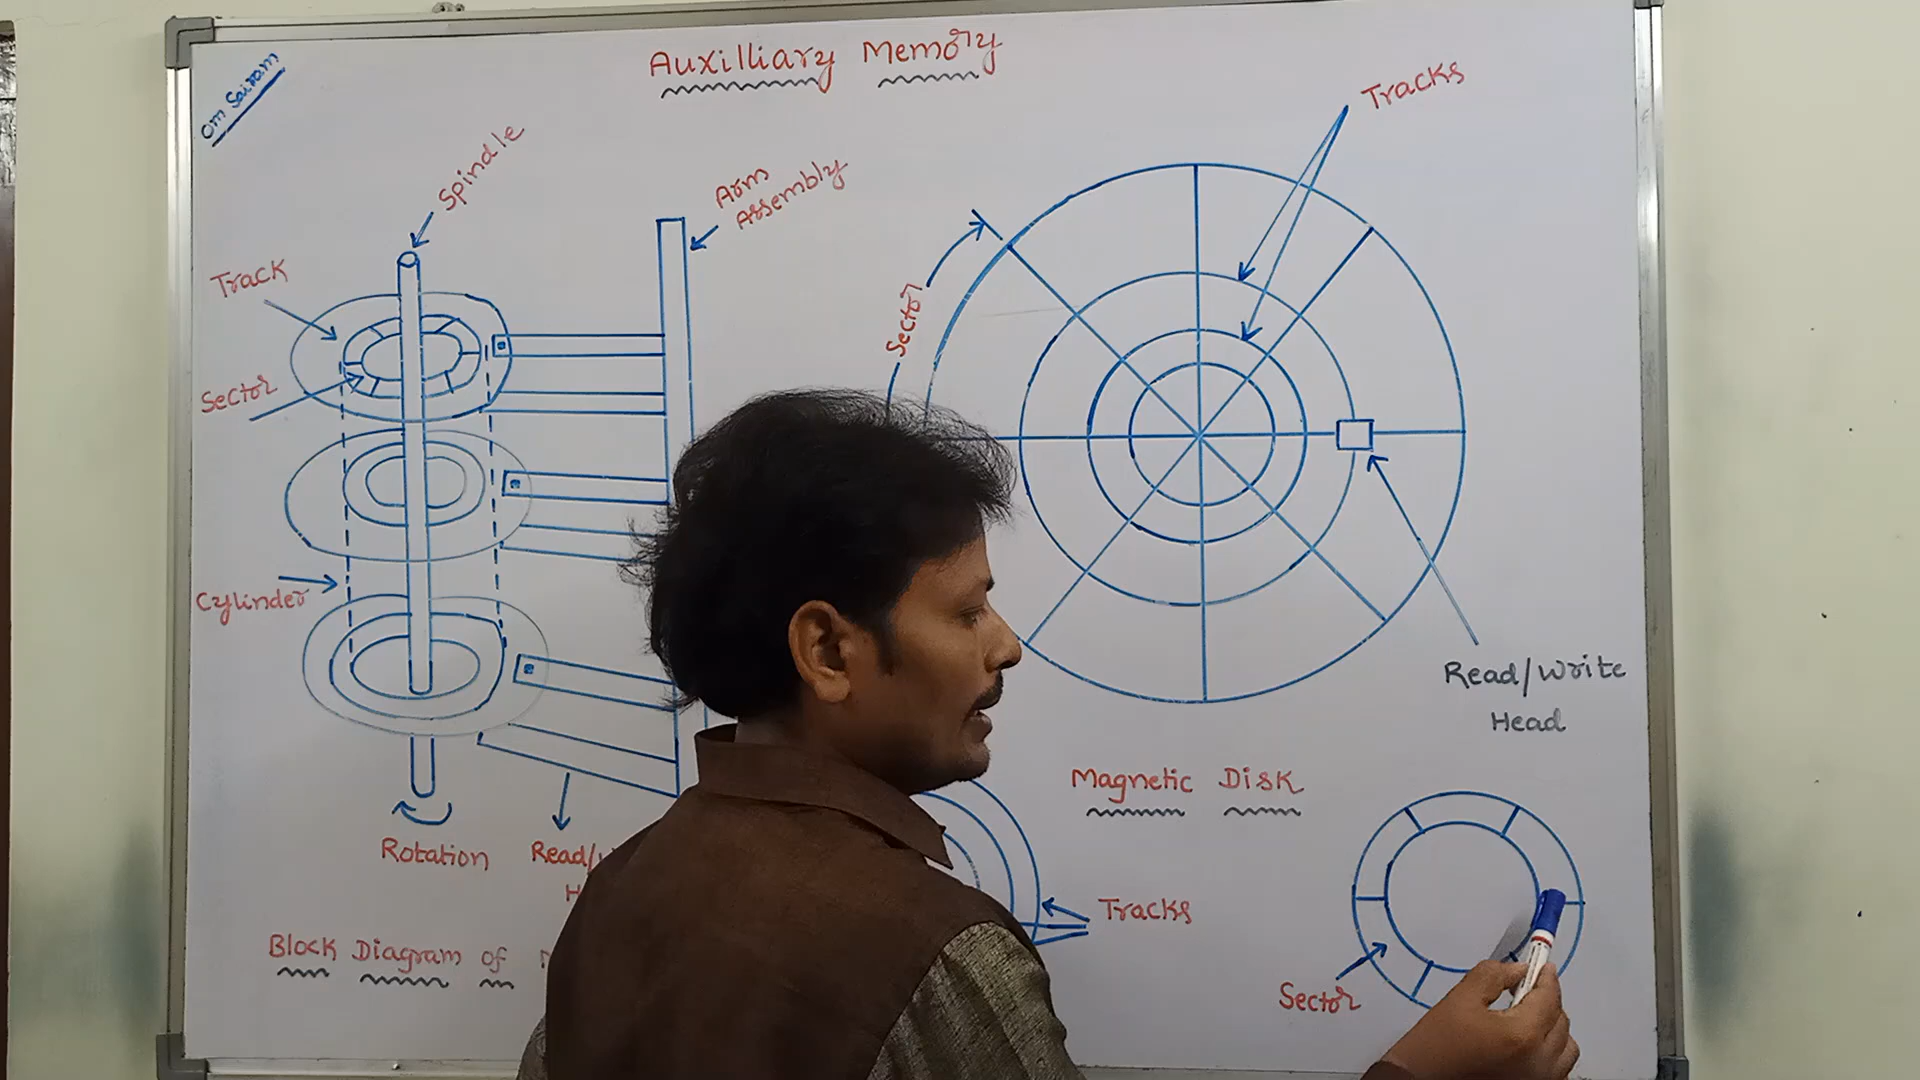 Auxilliary Memory
Om Sairam
Tracks
Spindle
Arm
Assembly
Track
Sector
Sector
Cylinder
Read/Write
Head
Magnetic Disk
Rotation
Read/
H
Tracks
Block Diagram of
Sector